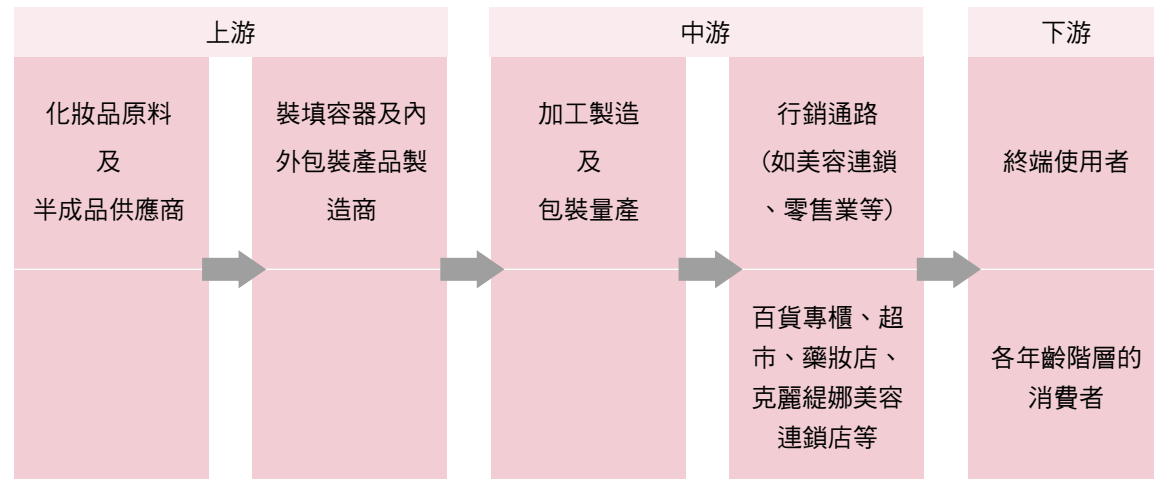 上游
中游
下游
化妝品原料
及
半成品供應商
裝填容器及內
外包裝產品製
造商
加工製造
及
包裝量產
行銷通路
(如美容連鎖
、零售業等)
終端使用者
百貨專櫃、超
市、藥妝店、
克麗緹娜美容
連鎖店等
各年齡階層的
消費者